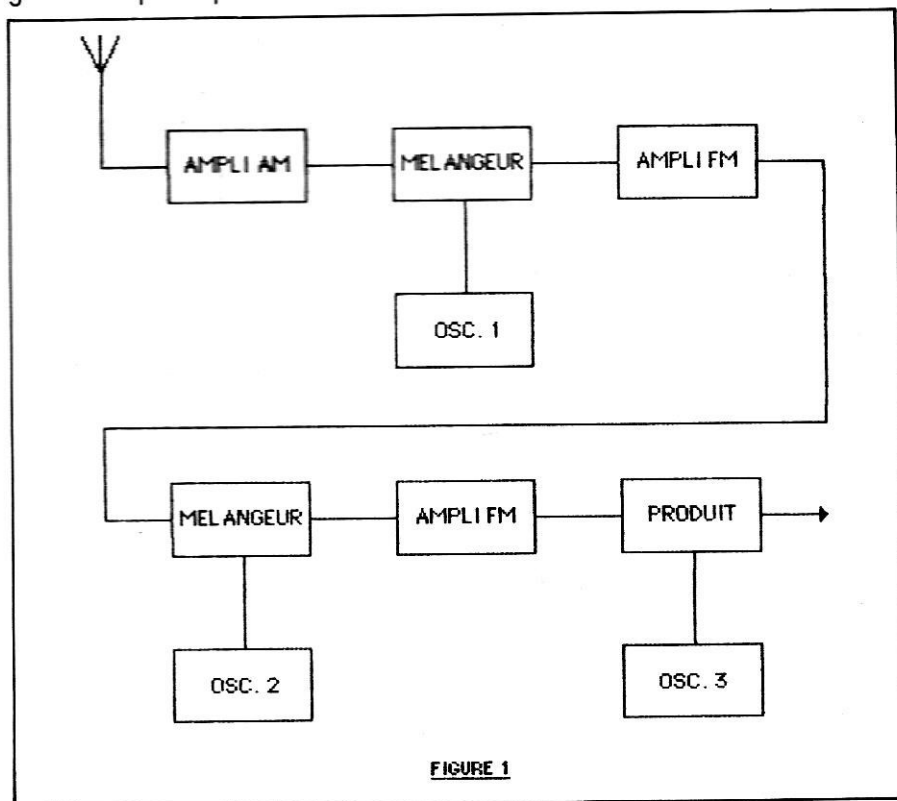 AMPLI AM
MELANGEUR
AMPLI FM
OSC. 1
MELANGEUR
AMPLI FM
PRODUIT
OSC. 2
OSC. 3
FIGURE 1